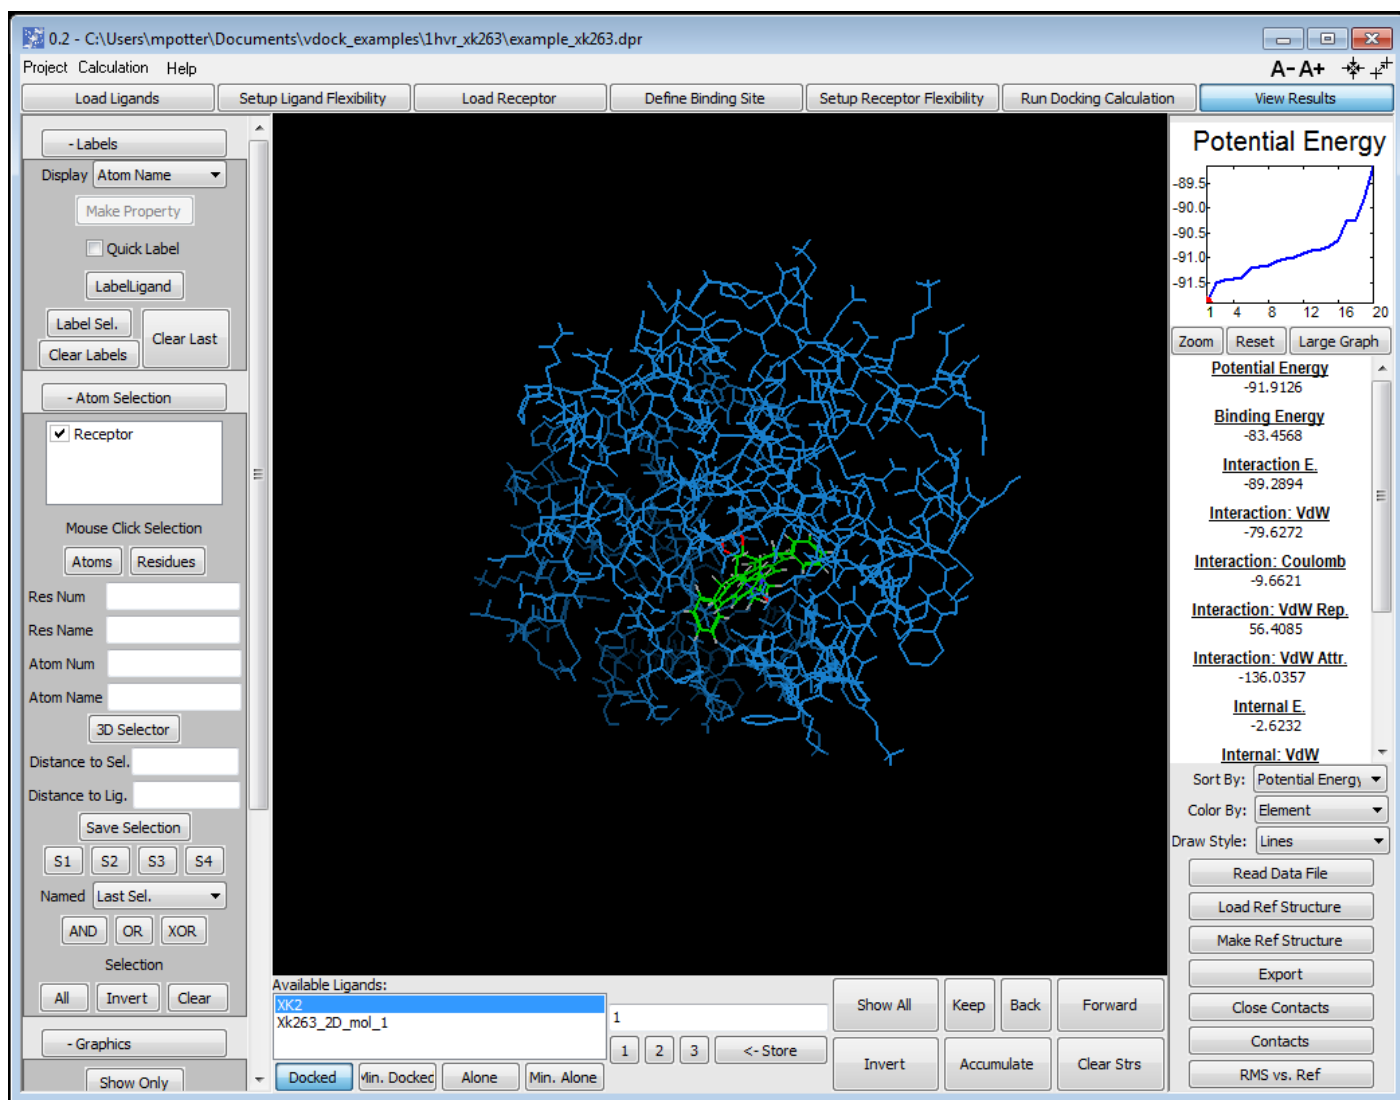 0.2 - C:\Users\mpotter\Documents\vdock_examples\1hvr_xk263\example_xk263.dpr
Project Calculation Help
A- A+
Load Ligands Setup Ligand Flexibility Load Receptor Define Binding Site Setup Receptor Flexibility Run Docking Calculation View Results
- Labels
Display Atom Name
Make Property
Quick Label
LabelLigand
Label Sel.
Clear Last
Clear Labels
- Atom Selection
Receptor
Mouse Click Selection
Atoms Residues
Res Num
Res Name
Atom Num
Atom Name
3D Selector
Distance to Sel.
Distance to Lig.
Save Selection
S1 S2 S3 S4
Named Last Sel.
AND OR XOR
Selection
All Invert Clear
- Graphics
Show Only
Available Ligands:
XK2
Xk263_2D_mol_1
Docked Min. Docked Alone Min. Alone
1
1 2 3 <- Store
Show All Keep Back Forward
Invert Accumulate Clear Strs
Potential Energy
-89.5
-90.0
-90.5
-91.0
-91.5
1 4 8 12 16 20
Zoom Reset Large Graph
Potential Energy
-91.9126
Binding Energy
-83.4568
Interaction E.
-89.2894
Interaction: VdW
-79.6272
Interaction: Coulomb
-9.6621
Interaction: VdW Rep.
56.4085
Interaction: VdW Attr.
-136.0357
Internal E.
-2.6232
Internal: VdW
Sort By: Potential Energy
Color By: Element
Draw Style: Lines
Read Data File
Load Ref Structure
Make Ref Structure
Export
Close Contacts
Contacts
RMS vs. Ref